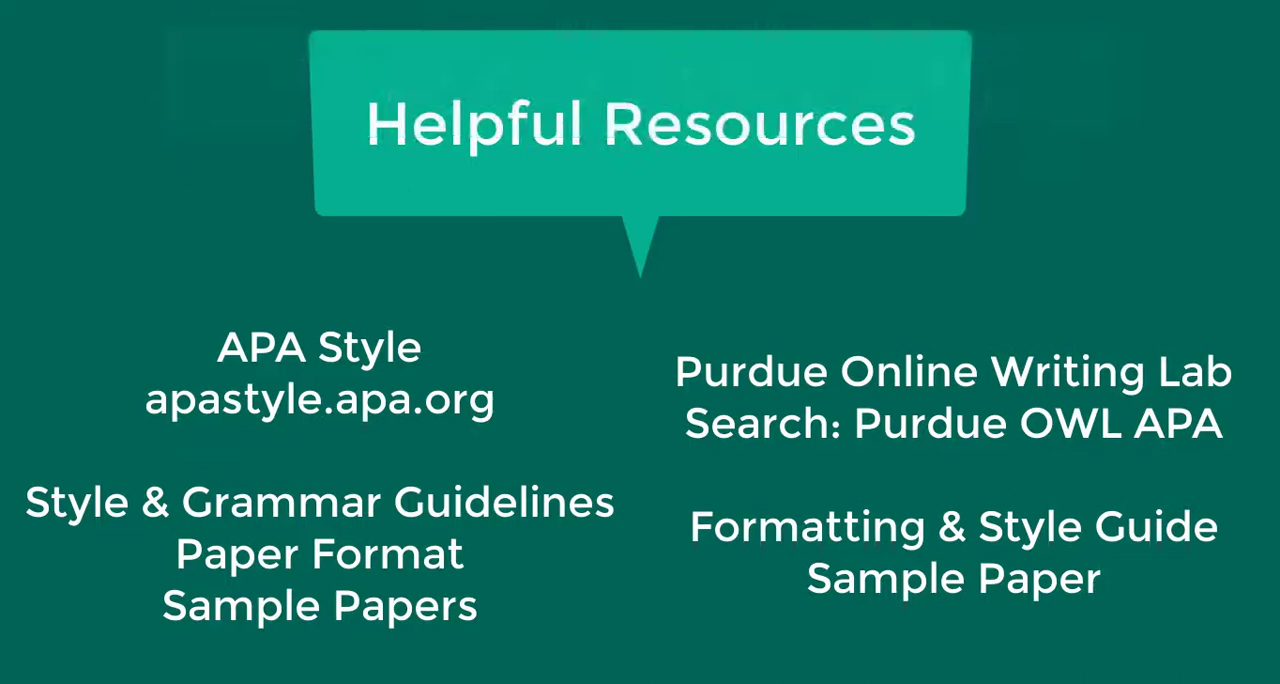 Helpful Resources
APA Style
apastyle.apa.org
Style & Grammar Guidelines
Paper Format
Sample Papers
Purdue Online Writing Lab
Search: Purdue OWL APA
Formatting & Style Guide
Sample Paper